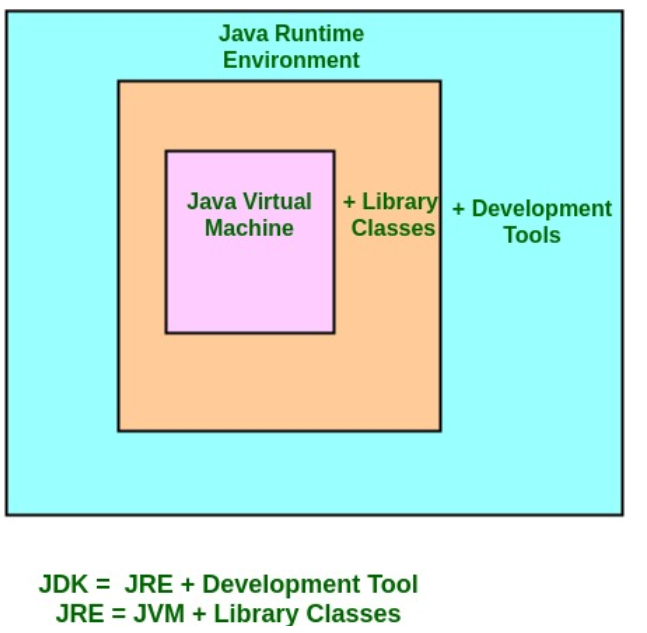 Java Runtime
Environment
Java Virtual
Machine
+ Library
Classes
+ Development
Tools
JDK = JRE + Development Tool
JRE = JVM + Library Classes